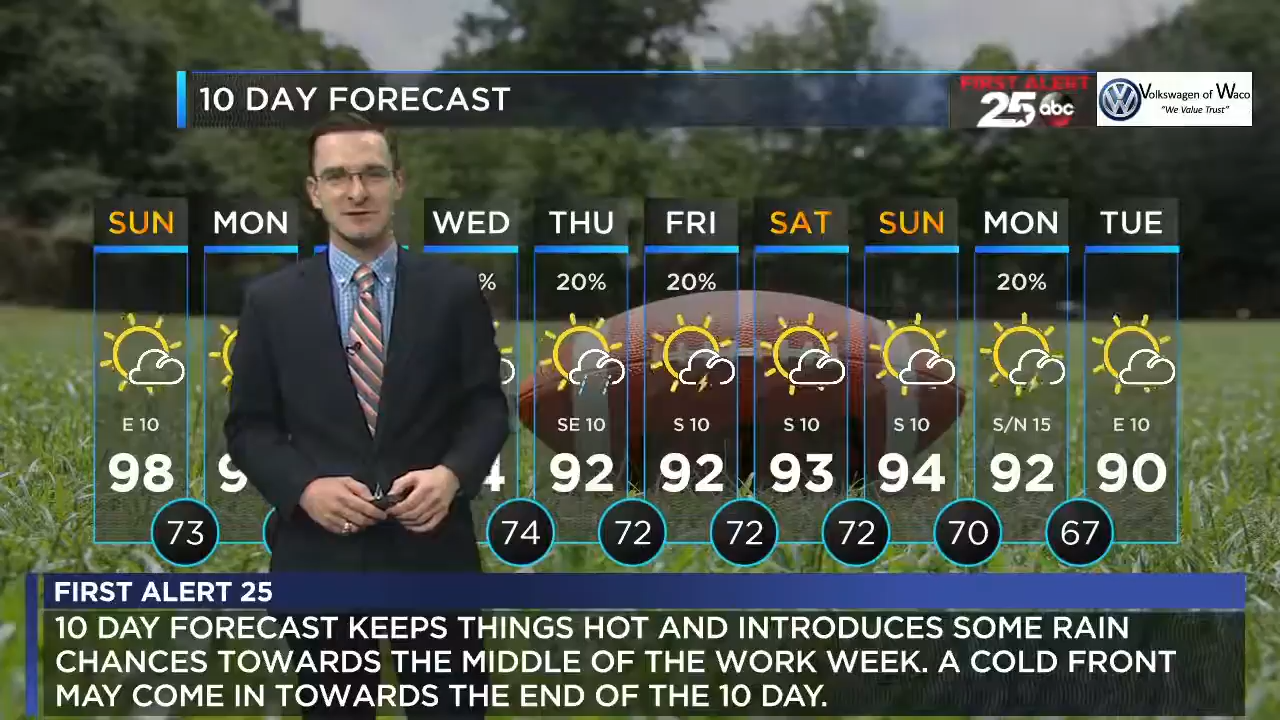 10 DAY FORECAST
FIRST ALERT
25 abc
Volkswagen of Waco
"We Value Trust"
SUN MON WED THU FRI SAT SUN MON TUE
% 20% 20% 20%
E 10 SE 10 S 10 S 10 S 10 S/N 15 E 10
98 9 4 92 92 93 94 92 90
73 74 72 72 72 70 67
FIRST ALERT 25
10 DAY FORECAST KEEPS THINGS HOT AND INTRODUCES SOME RAIN
CHANCES TOWARDS THE MIDDLE OF THE WORK WEEK. A COLD FRONT
MAY COME IN TOWARDS THE END OF THE 10 DAY.